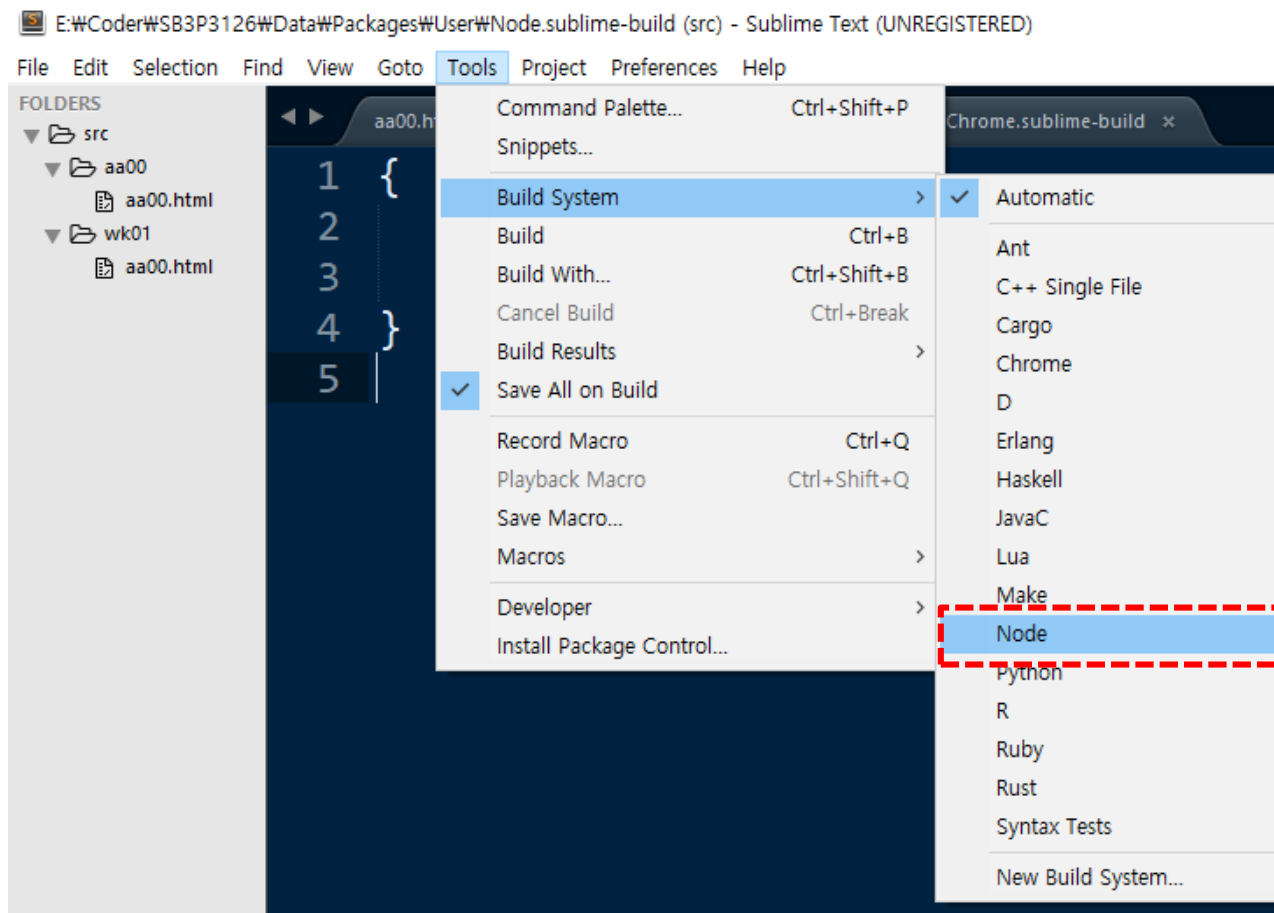 E:₩Coder₩SB3P3126₩Data₩Packages₩User₩Node.sublime-build (src) - Sublime Text (UNREGISTERED)
File Edit Selection Find View Goto Tools Project Preferences Help
FOLDERS
src
aa00
aa00.html
wk01
aa00.html
aa00.h
Chrome.sublime-build ×
1 {
2
3
4 }
5
Command Palette... Ctrl+Shift+P
Snippets...
Build System
Build Ctrl+B
Build With... Ctrl+Shift+B
Cancel Build Ctrl+Break
Build Results
Save All on Build
Record Macro Ctrl+Q
Playback Macro Ctrl+Shift+Q
Save Macro...
Macros
Developer
Install Package Control...
Automatic
Ant
C++ Single File
Cargo
Chrome
D
Erlang
Haskell
JavaC
Lua
Make
Node
Python
R
Ruby
Rust
Syntax Tests
New Build System...